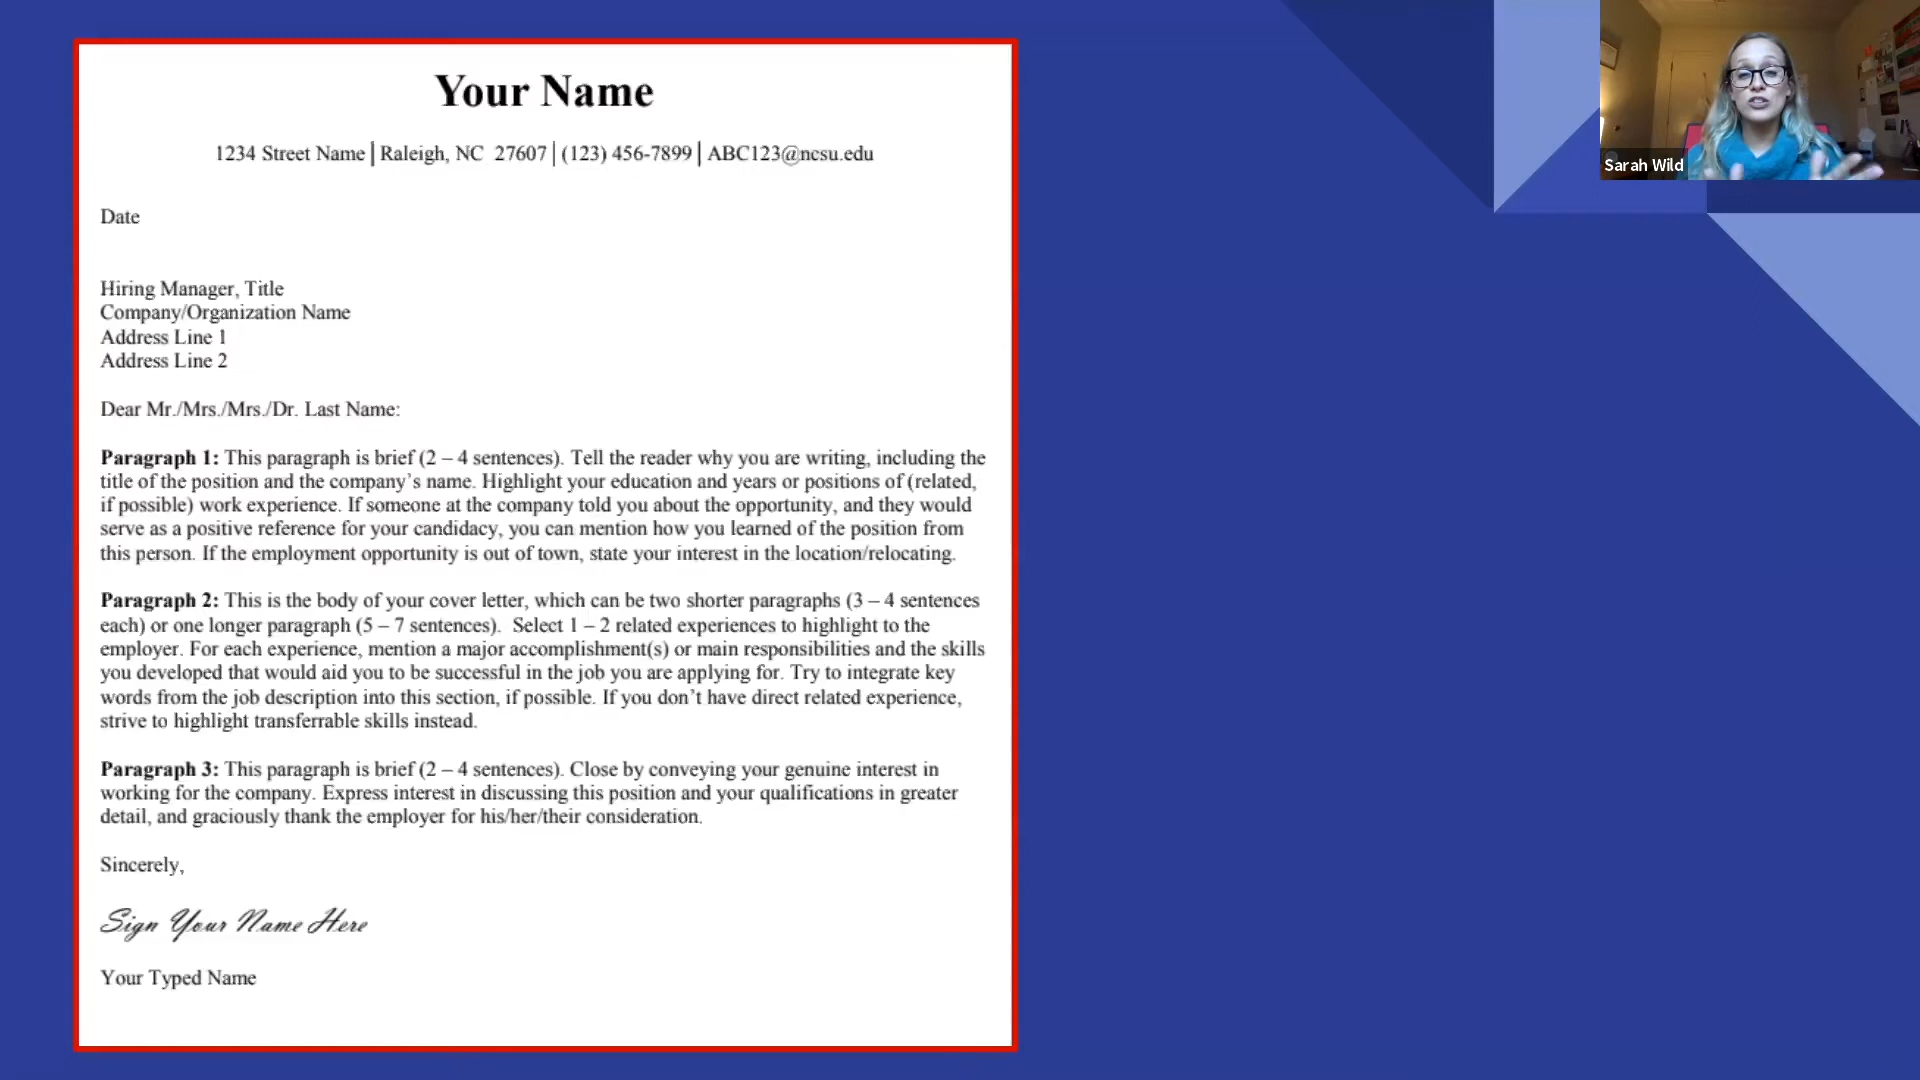 Your Name
1234 Street Name | Raleigh, NC 27607 | (123) 456-7899 | ABC123@ncsu.edu
Date
Hiring Manager, Title
Company/Organization Name
Address Line 1
Address Line 2
Dear Mr./Mrs./Mrs./Dr. Last Name:
Paragraph 1: This paragraph is brief (2 – 4 sentences). Tell the reader why you are writing, including the
title of the position and the company’s name. Highlight your education and years or positions of (related,
if possible) work experience. If someone at the company told you about the opportunity, and they would
serve as a positive reference for your candidacy, you can mention how you learned of the position from
this person. If the employment opportunity is out of town, state your interest in the location/relocating.
Paragraph 2: This is the body of your cover letter, which can be two shorter paragraphs (3 – 4 sentences
each) or one longer paragraph (5 – 7 sentences). Select 1 – 2 related experiences to highlight to the
employer. For each experience, mention a major accomplishment(s) or main responsibilities and the skills
you developed that would aid you to be successful in the job you are applying for. Try to integrate key
words from the job description into this section, if possible. If you don’t have direct related experience,
strive to highlight transferrable skills instead.
Paragraph 3: This paragraph is brief (2 – 4 sentences). Close by conveying your genuine interest in
working for the company. Express interest in discussing this position and your qualifications in greater
detail, and graciously thank the employer for his/her/their consideration.
Sincerely,
Sign Your Name Here
Your Typed Name
Sarah Wild